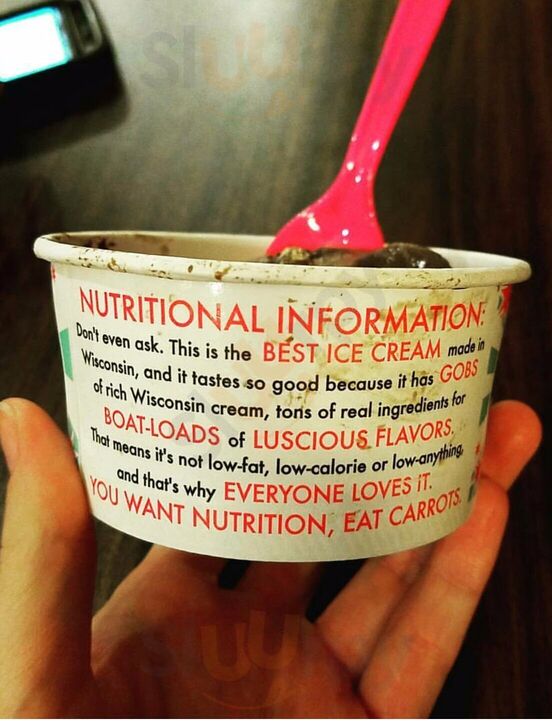 Sluurpy
NUTRITIONAL INFORMATION:
Don't even ask. This is the BEST ICE CREAM made in
Wisconsin, and it tastes so good because it has GOBS
of rich Wisconsin cream, tons of real ingredients for
BOAT-LOADS of LUSCIOUS FLAVORS.
That means it's not low-fat, low-calorie or low-anything,
and that's why EVERYONE LOVES iT.
YOU WANT NUTRITION, EAT CARROTS.
Sluurpy